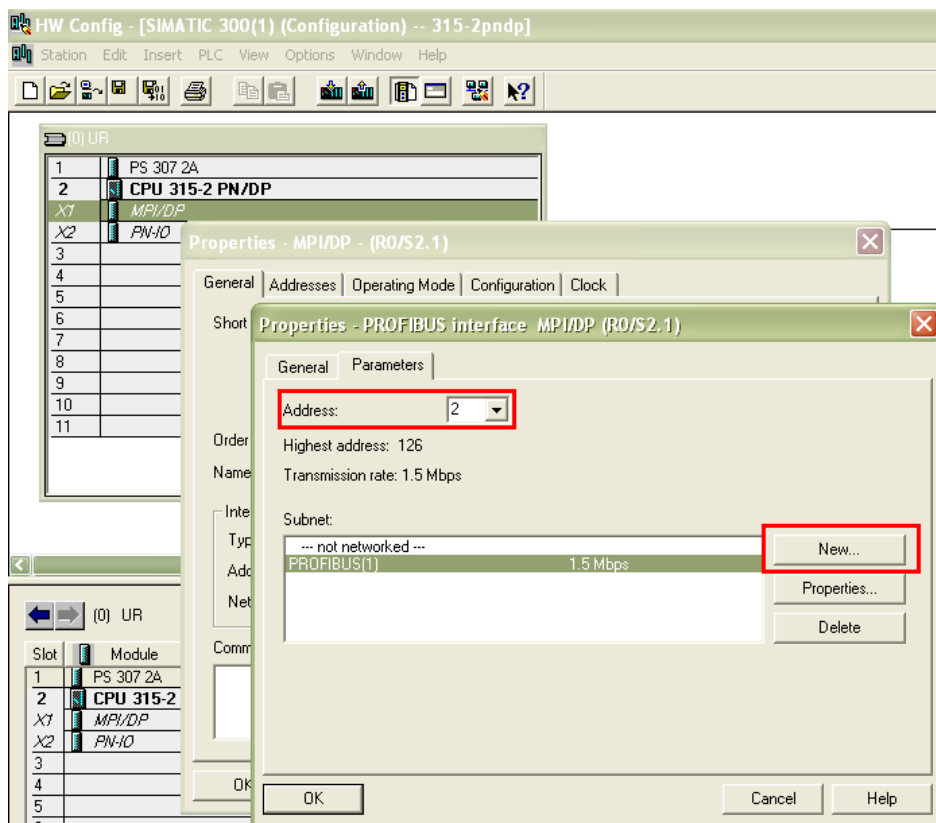 HW Config - [SIMATIC 300(1) (Configuration) -- 315-2pndp]
Station Edit Insert PLC View Options Window Help
(0) UR
1 PS 307 2A
2 CPU 315-2 PN/DP
X1 MPI/DP
X2 PN-IO
3
4
5
6
7
8
9
10
11
Properties - MPI/DP - (R0/S2.1)
General Addresses Operating Mode Configuration Clock
Short
Order
Name
Inte
Typ
Add
Net
Comm
OK
Properties - PROFIBUS interface MPI/DP (R0/S2.1)
General Parameters
Address: 2
Highest address: 126
Transmission rate: 1.5 Mbps
Subnet:
--- not networked ---
PROFIBUS(1) 1.5 Mbps
New...
Properties...
Delete
OK Cancel Help
(0) UR
Slot Module
1 PS 307 2A
2 CPU 315-2
X1 MPI/DP
X2 PN-IO
3
4
5